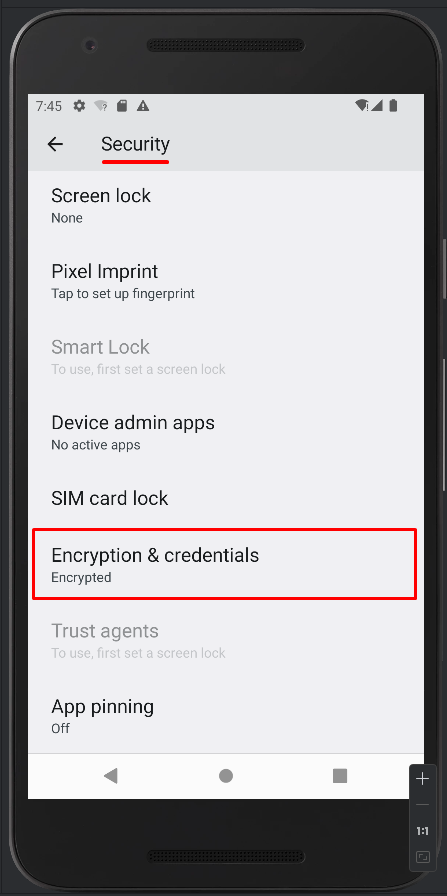 7:45
Security
Screen lock
None
Pixel Imprint
Tap to set up fingerprint
Smart Lock
To use, first set a screen lock
Device admin apps
No active apps
SIM card lock
Encryption & credentials
Encrypted
Trust agents
To use, first set a screen lock
App pinning
Off
1:1